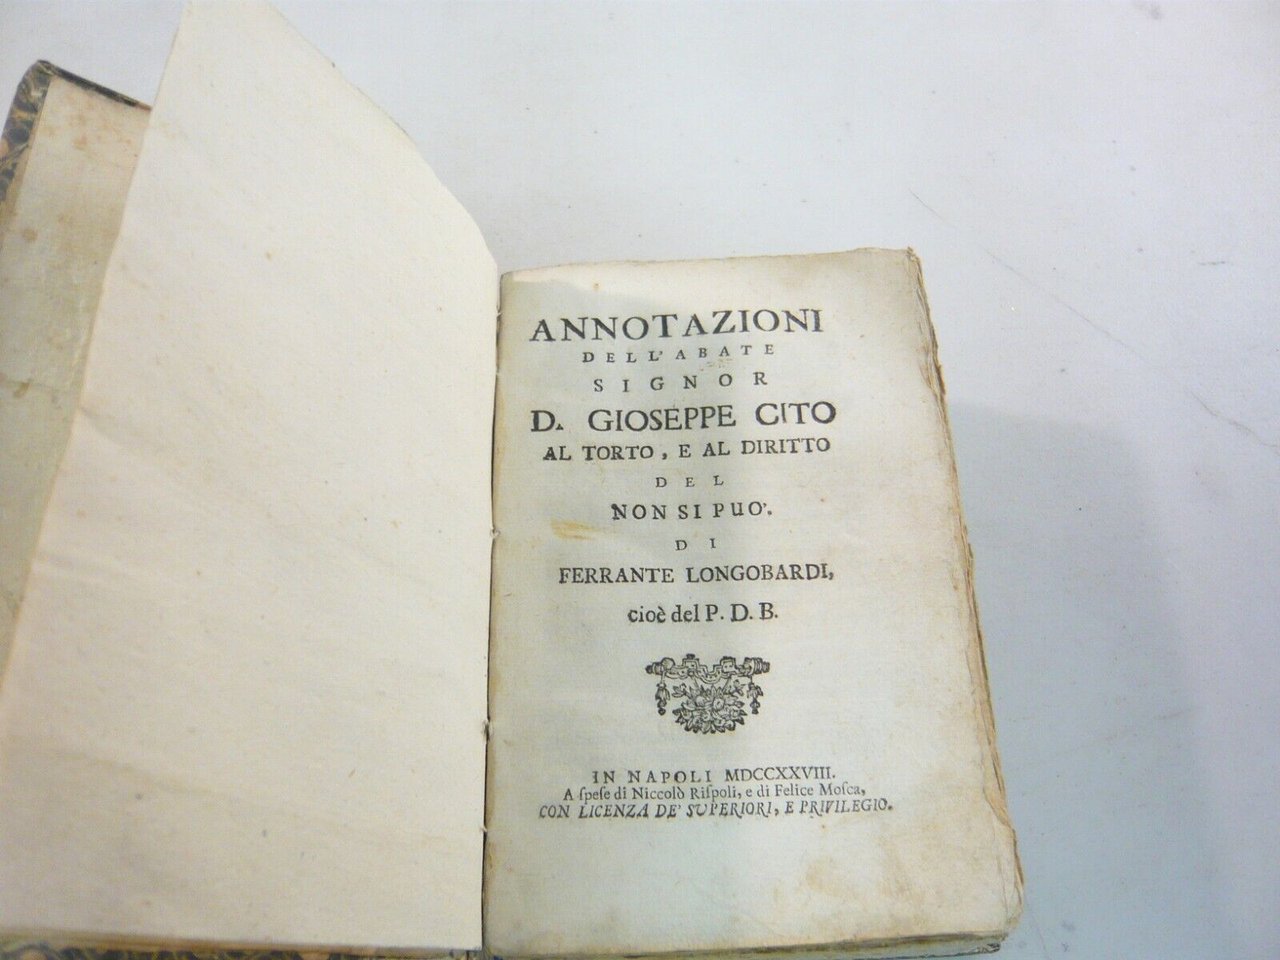 ANNOTAZIONI
DELL'ABATE
SIGNOR
D. GIOSEPPE CITO
AL TORTO, E AL DIRITTO
DEL
NON SI PUO'.
DI
FERRANTE LONGOBARDI,
cioè del P. D. B.
IN NAPOLI MDCCXXVIII.
A ſpeſe di Niccolò Riſpoli, e di Felice Moſca,
CON LICENZA DE' SUPERIORI, E PRIVILEGIO.